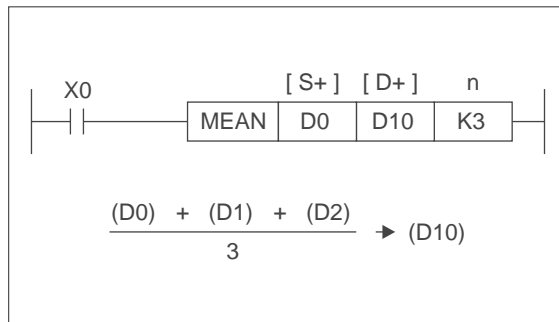 [ S+ ] [ D+ ] n
X0
MEAN D0 D10 K3
(D0) + (D1) + (D2)
(D10)
3